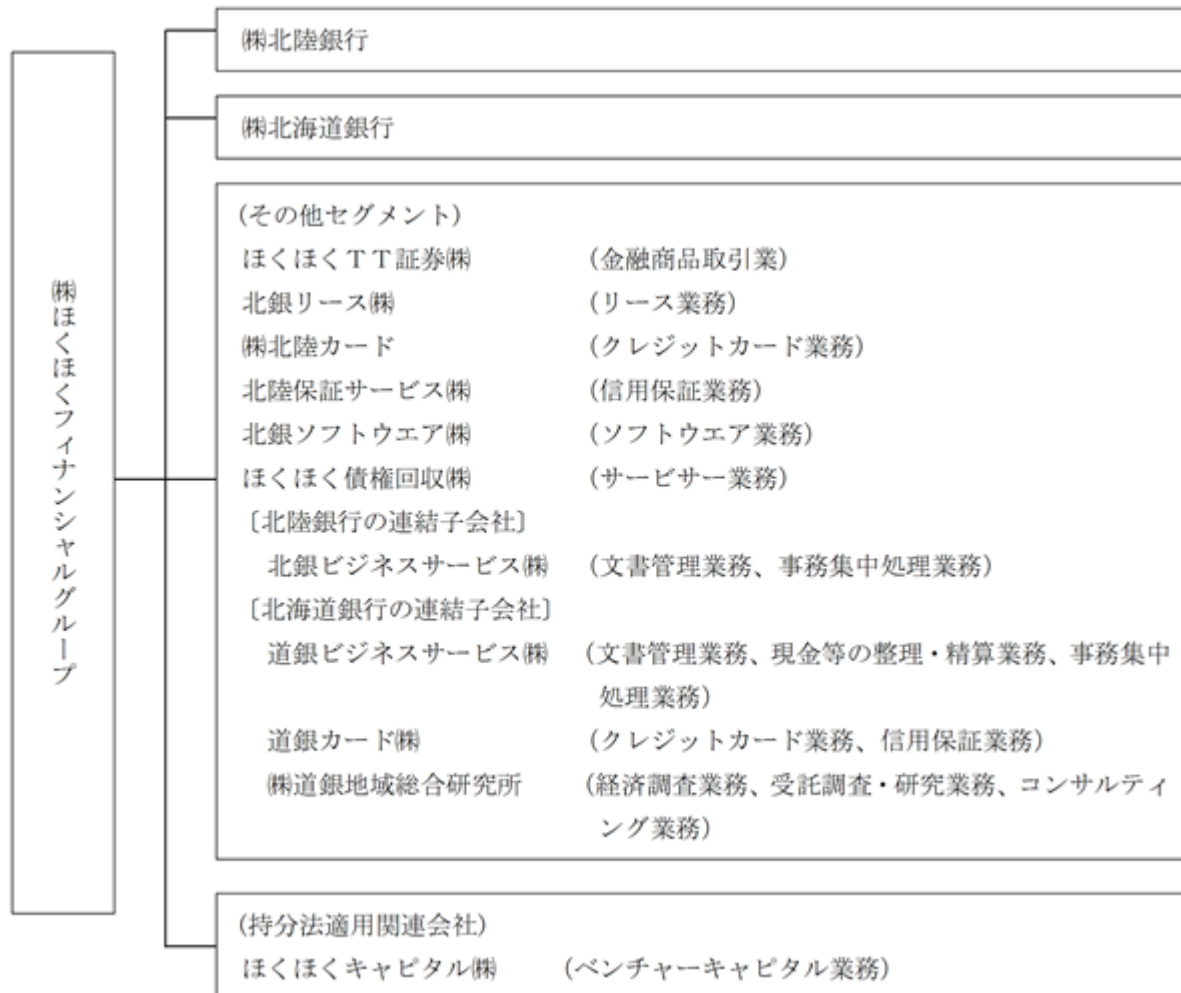 ㈱ほくほくフィナンシャルグループ
㈱北陸銀行
㈱北海道銀行
(その他セグメント)
ほくほくＴＴ証券㈱ (金融商品取引業)
北銀リース㈱ (リース業務)
㈱北陸カード (クレジットカード業務)
北陸保証サービス㈱ (信用保証業務)
北銀ソフトウエア㈱ (ソフトウエア業務)
ほくほく債権回収㈱ (サービサー業務)
〔北陸銀行の連結子会社〕
北銀ビジネスサービス㈱ (文書管理業務、事務集中処理業務)
〔北海道銀行の連結子会社〕
道銀ビジネスサービス㈱ (文書管理業務、現金等の整理・精算業務、事務集中
処理業務)
道銀カード㈱ (クレジットカード業務、信用保証業務)
㈱道銀地域総合研究所 (経済調査業務、受託調査・研究業務、コンサルティ
ング業務)
(持分法適用関連会社)
ほくほくキャピタル㈱ (ベンチャーキャピタル業務)